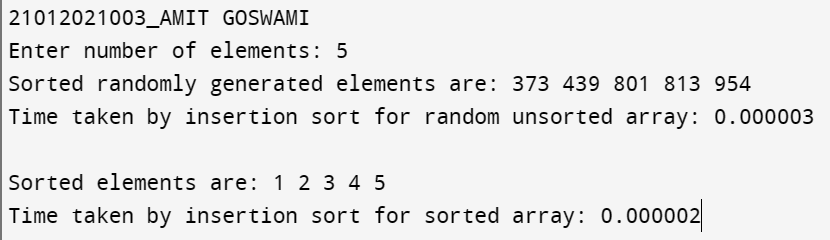 21012021003_AMIT GOSWAMI
Enter number of elements: 5
Sorted randomly generated elements are: 373 439 801 813 954
Time taken by insertion sort for random unsorted array: 0.000003
Sorted elements are: 1 2 3 4 5
Time taken by insertion sort for sorted array: 0.000002